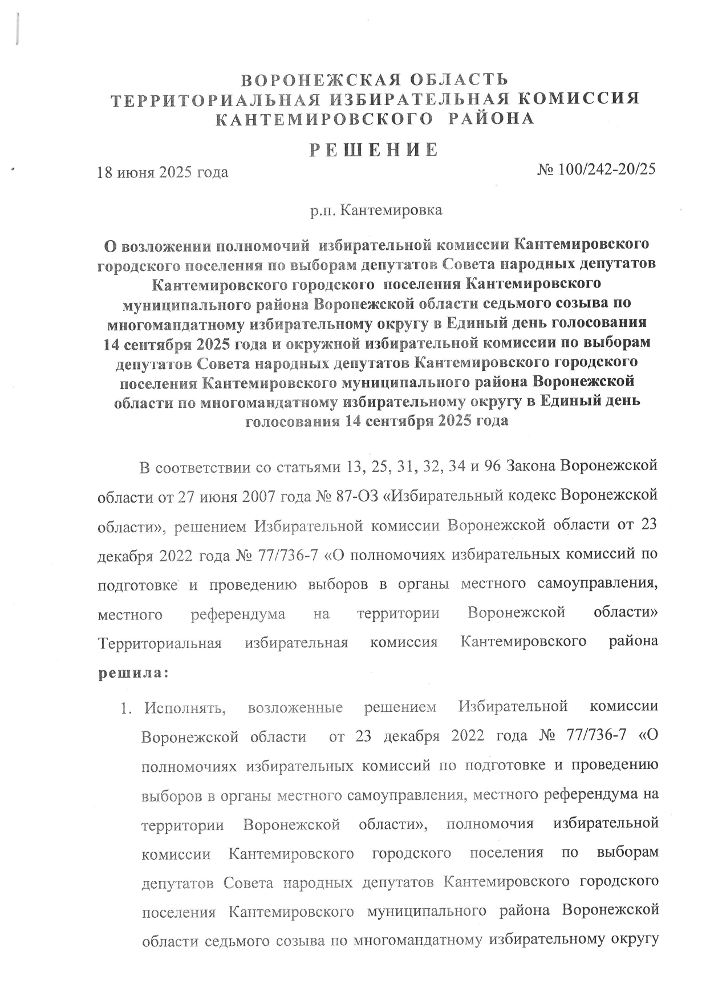 ВОРОНЕЖСКАЯ ОБЛАСТЬ
ТЕРРИТОРИАЛЬНАЯ ИЗБИРАТЕЛЬНАЯ КОМИССИЯ
КАНТЕМИРОВСКОГО РАЙОНА
РЕШЕНИЕ
18 июня 2025 года № 100/242-20/25
р.п. Кантемировка
О возложении полномочий избирательной комиссии Кантемировского
городского поселения по выборам депутатов Совета народных депутатов
Кантемировского городского поселения Кантемировского
муниципального района Воронежской области седьмого созыва по
многомандатному избирательному округу в Единый день голосования
14 сентября 2025 года и окружной избирательной комиссии по выборам
депутатов Совета народных депутатов Кантемировского городского
поселения Кантемировского муниципального района Воронежской
области по многомандатному избирательному округу в Единый день
голосования 14 сентября 2025 года
В соответствии со статьями 13, 25, 31, 32, 34 и 96 Закона Воронежской
области от 27 июня 2007 года № 87-ОЗ «Избирательный кодекс Воронежской
области», решением Избирательной комиссии Воронежской области от 23
декабря 2022 года № 77/736-7 «О полномочиях избирательных комиссий по
подготовке и проведению выборов в органы местного самоуправления,
местного референдума на территории Воронежской области»
Территориальная избирательная комиссия Кантемировского района
решила:
1. Исполнять, возложенные решением Избирательной комиссии
Воронежской области от 23 декабря 2022 года № 77/736-7 «О
полномочиях избирательных комиссий по подготовке и проведению
выборов в органы местного самоуправления, местного референдума на
территории Воронежской области», полномочия избирательной
комиссии Кантемировского городского поселения по выборам
депутатов Совета народных депутатов Кантемировского городского
поселения Кантемировского муниципального района Воронежской
области седьмого созыва по многомандатному избирательному округу